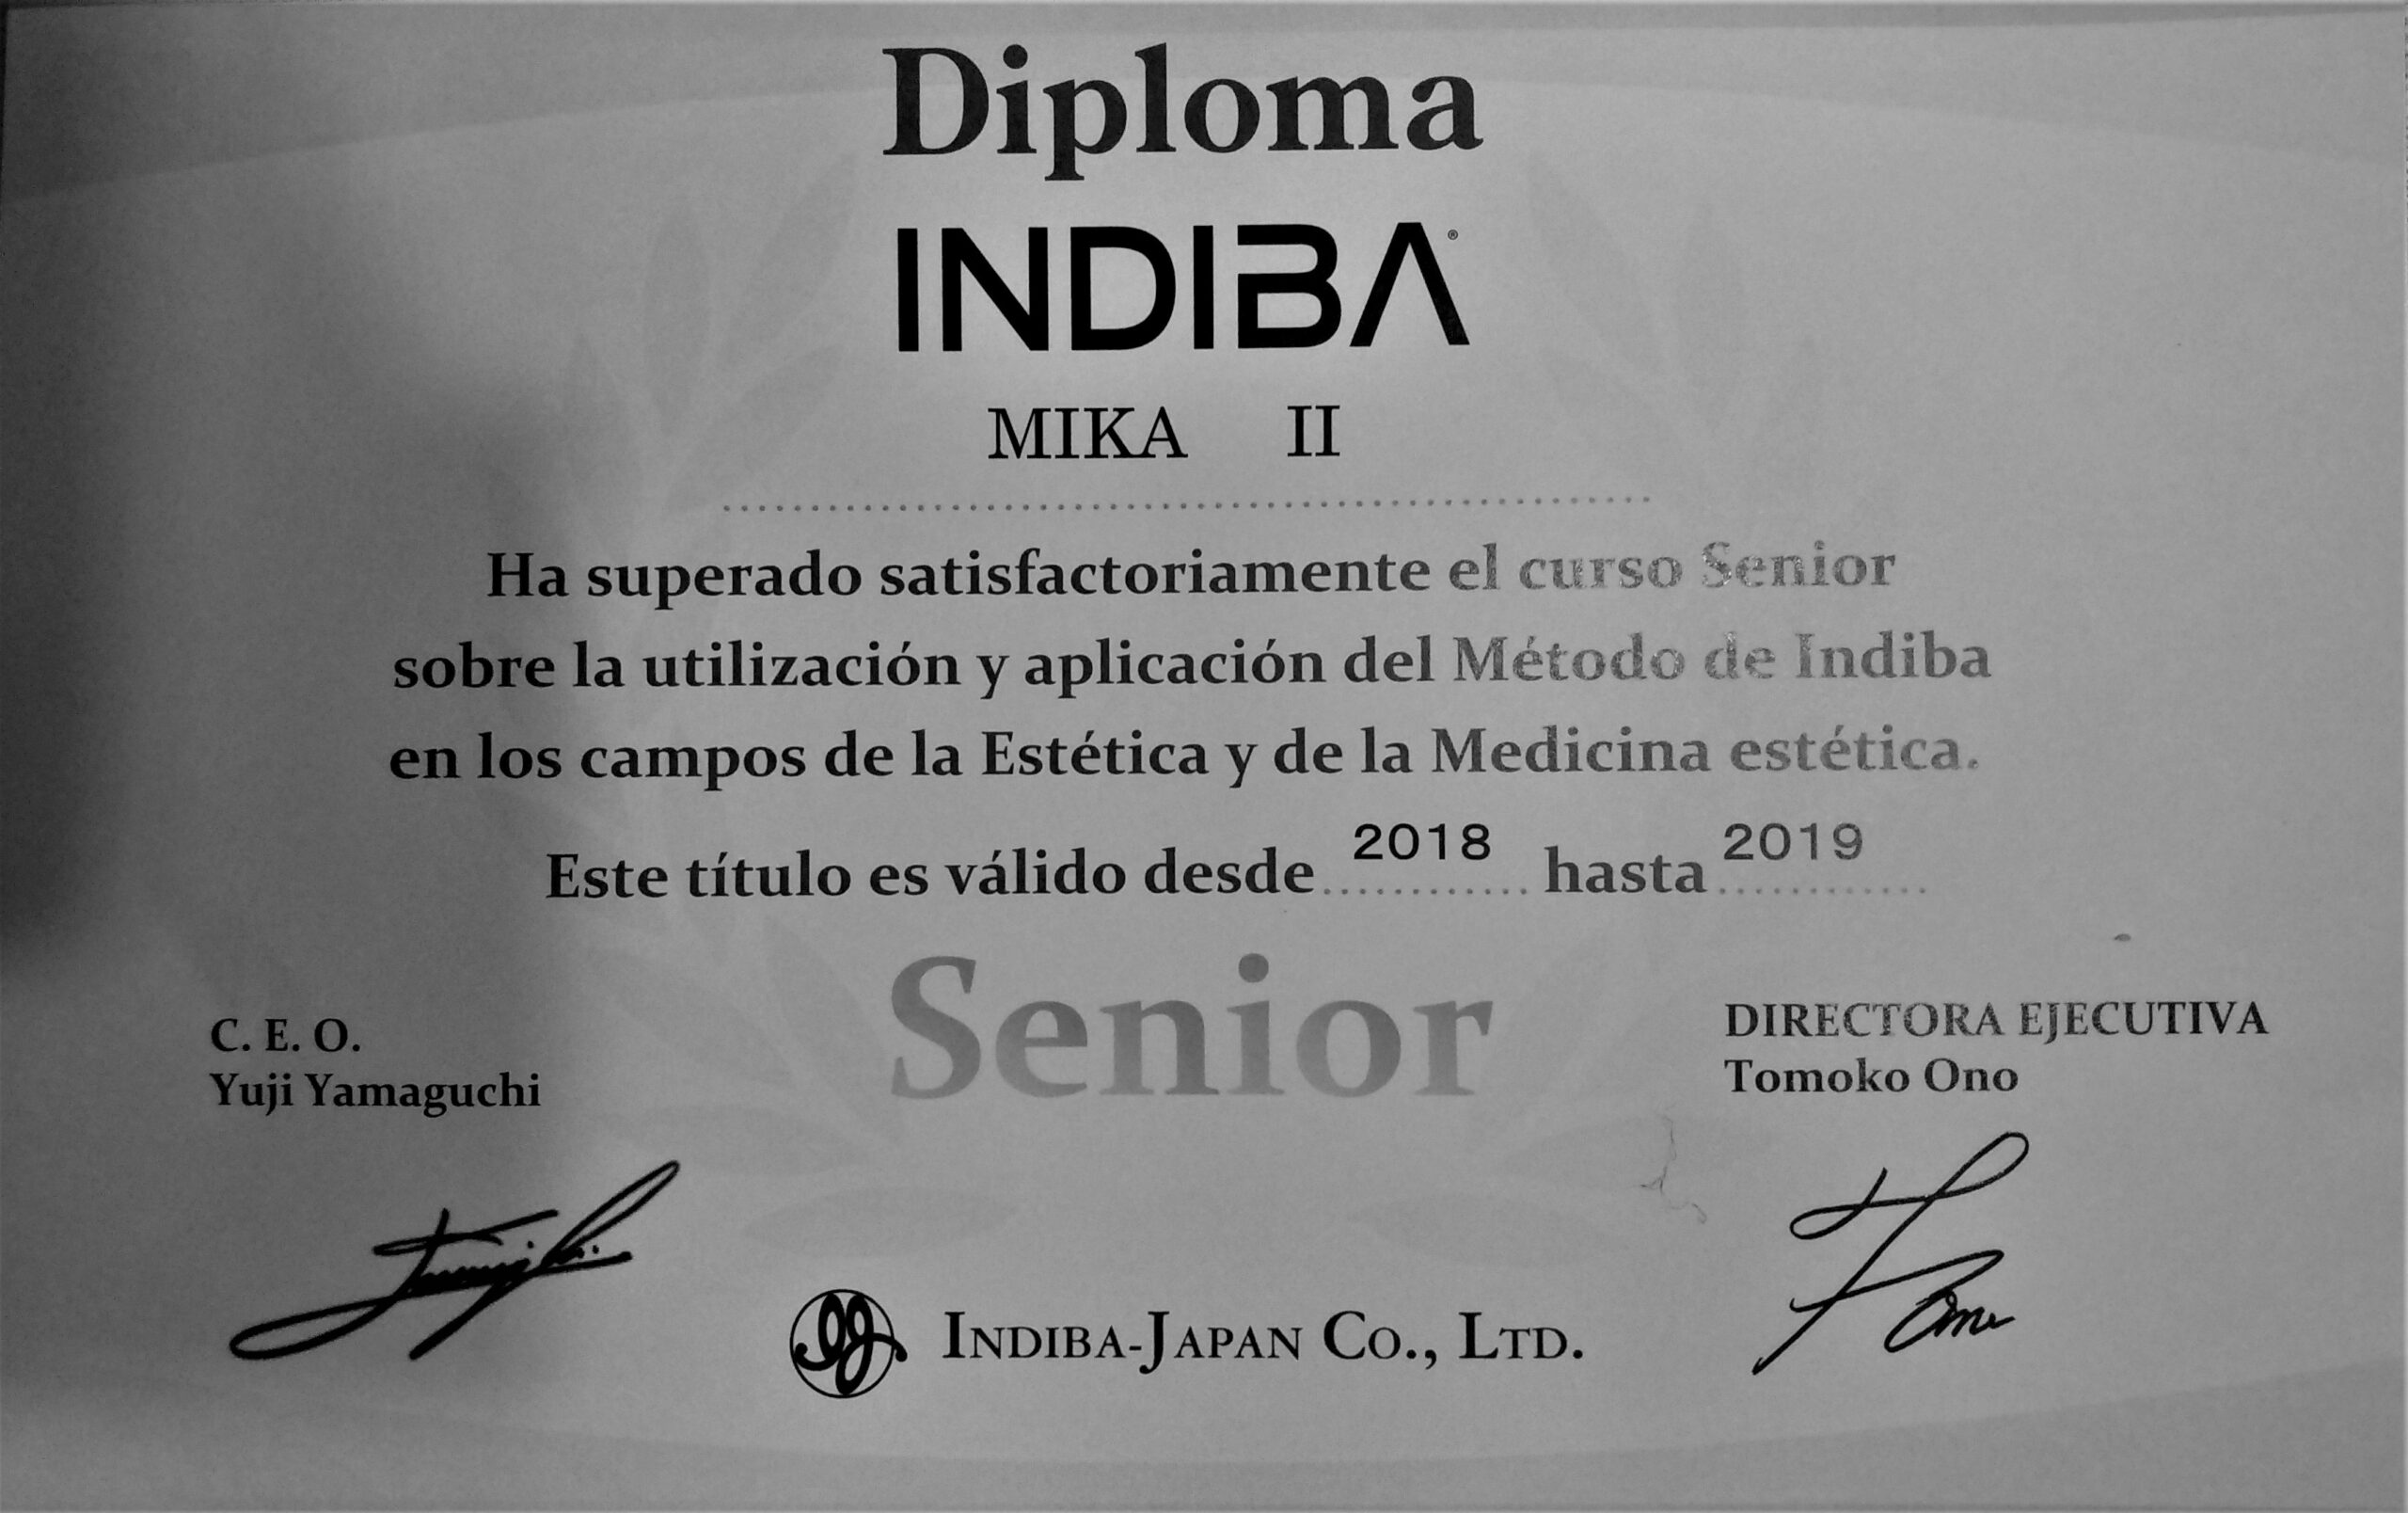 Diploma
INDIBA®
MIKA II
Ha superado satisfactoriamente el curso Senior
sobre la utilización y aplicación del Método de Indiba
en los campos de la Estética y de la Medicina estética.
Este título es válido desde 2018 hasta 2019
Senior
C. E. O.
Yuji Yamaguchi
DIRECTORA EJECUTIVA
Tomoko Ono
INDIBA-JAPAN CO., LTD.